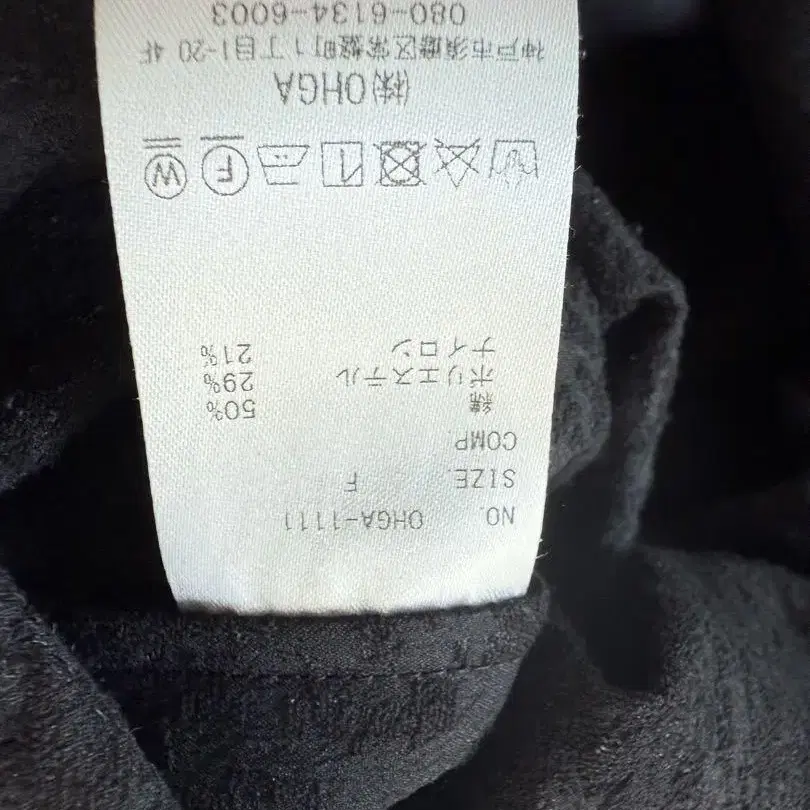 NO. OHGA-1111
SIZE. F
COMP.
綿 50%
ポリエステル 29%
ナイロン 21%
F W
(株)OHGA
神戸市須磨区常盤町1丁目1-20 4F
080-6134-6003